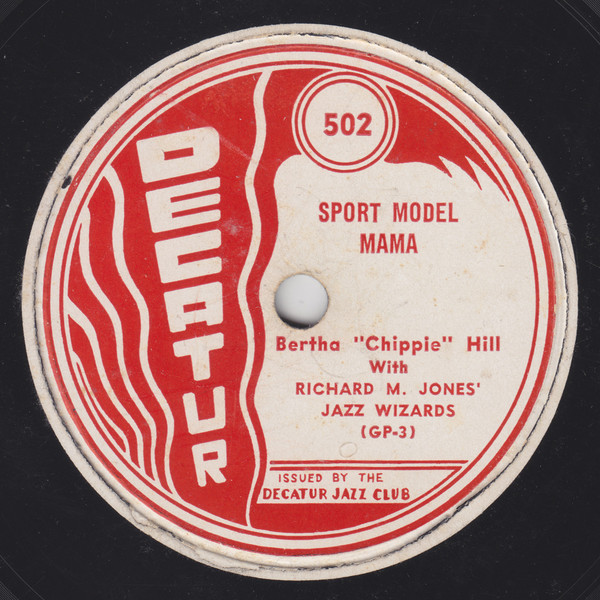 502
DECATUR
SPORT MODEL
MAMA
Bertha "Chippie" Hill
With
RICHARD M. JONES'
JAZZ WIZARDS
(GP-3)
ISSUED BY THE
DECATUR JAZZ CLUB